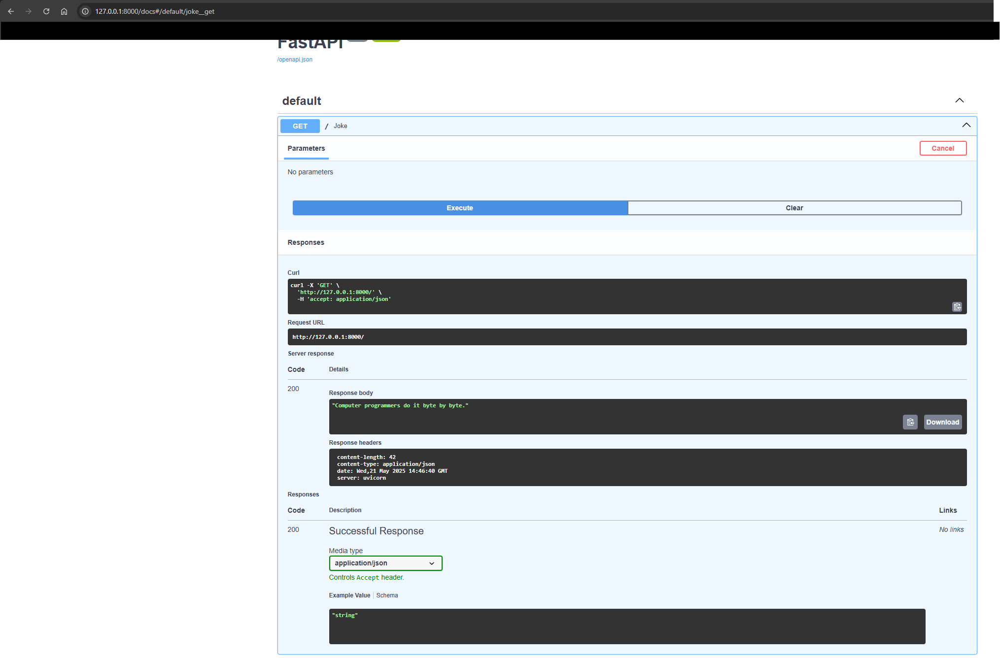 127.0.0.1:8000/docs#/default/joke__get
FastAPI
/openapi.json
default
GET / Joke
Parameters
Cancel
No parameters
Execute
Clear
Responses
Curl
curl -X 'GET' \
'http://127.0.0.1:8000/' \
-H 'accept: application/json'
Request URL
http://127.0.0.1:8000/
Server response
Code Details
200
Response body
"Computer programmers do it byte by byte."
Download
Response headers
content-length: 42
content-type: application/json
date: Wed,21 May 2025 14:46:40 GMT
server: uvicorn
Responses
Code Description Links
200 Successful Response No links
Media type
application/json
Controls Accept header.
Example Value Schema
"string"